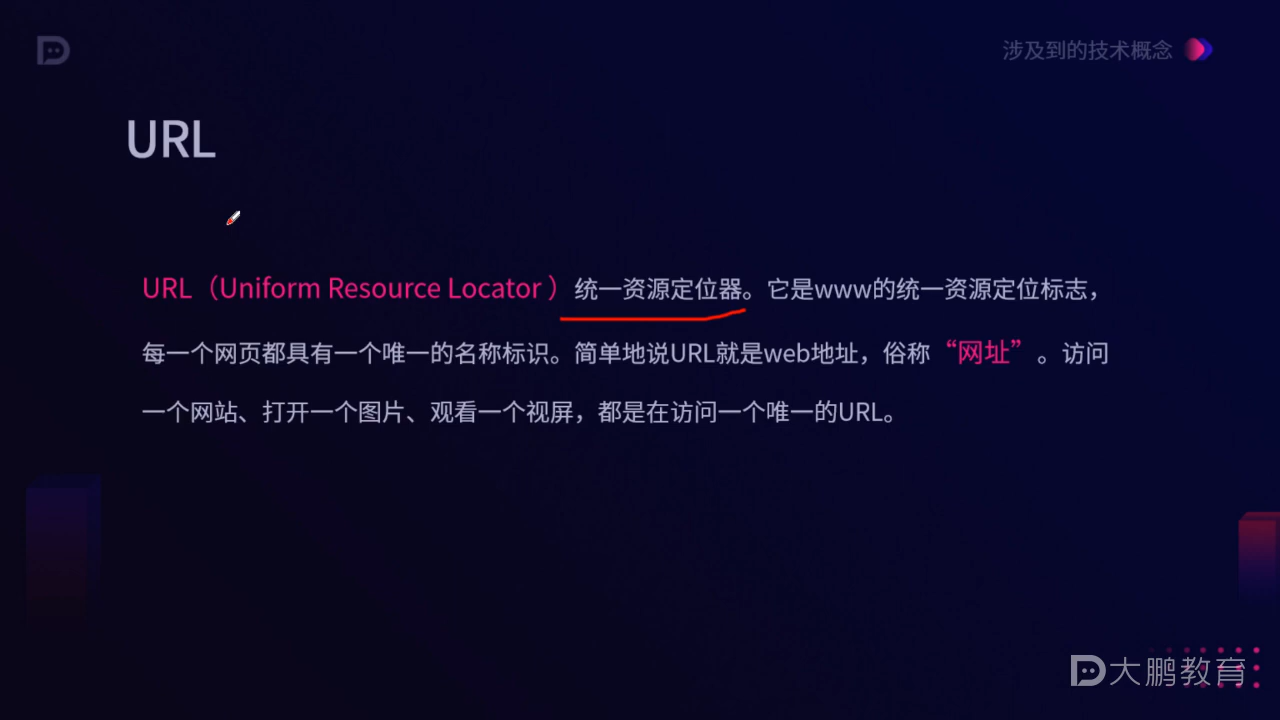 涉及到的技术概念
URL
URL（Uniform Resource Locator ）统一资源定位器。它是www的统一资源定位标志，
每一个网页都具有一个唯一的名称标识。简单地说URL就是web地址，俗称“网址”。访问
一个网站、打开一个图片、观看一个视屏，都是在访问一个唯一的URL。
大鹏教育